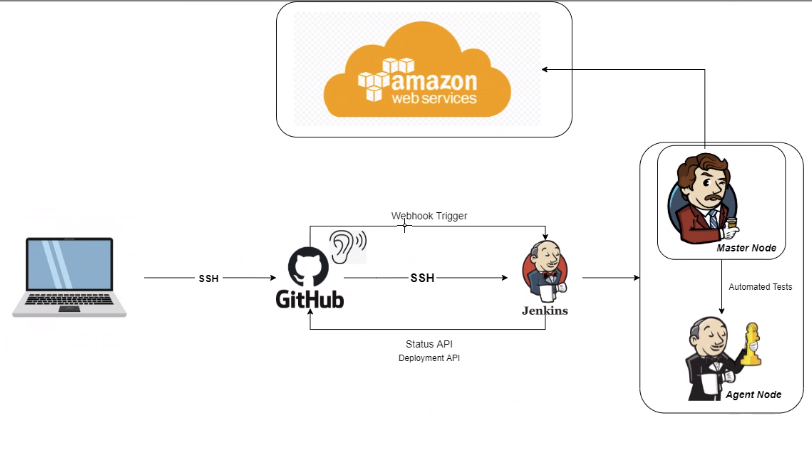 amazon
web services
Webhook Trigger
SSH
GitHub
SSH
Jenkins
Status API
Deployment API
Master Node
Automated Tests
Agent Node